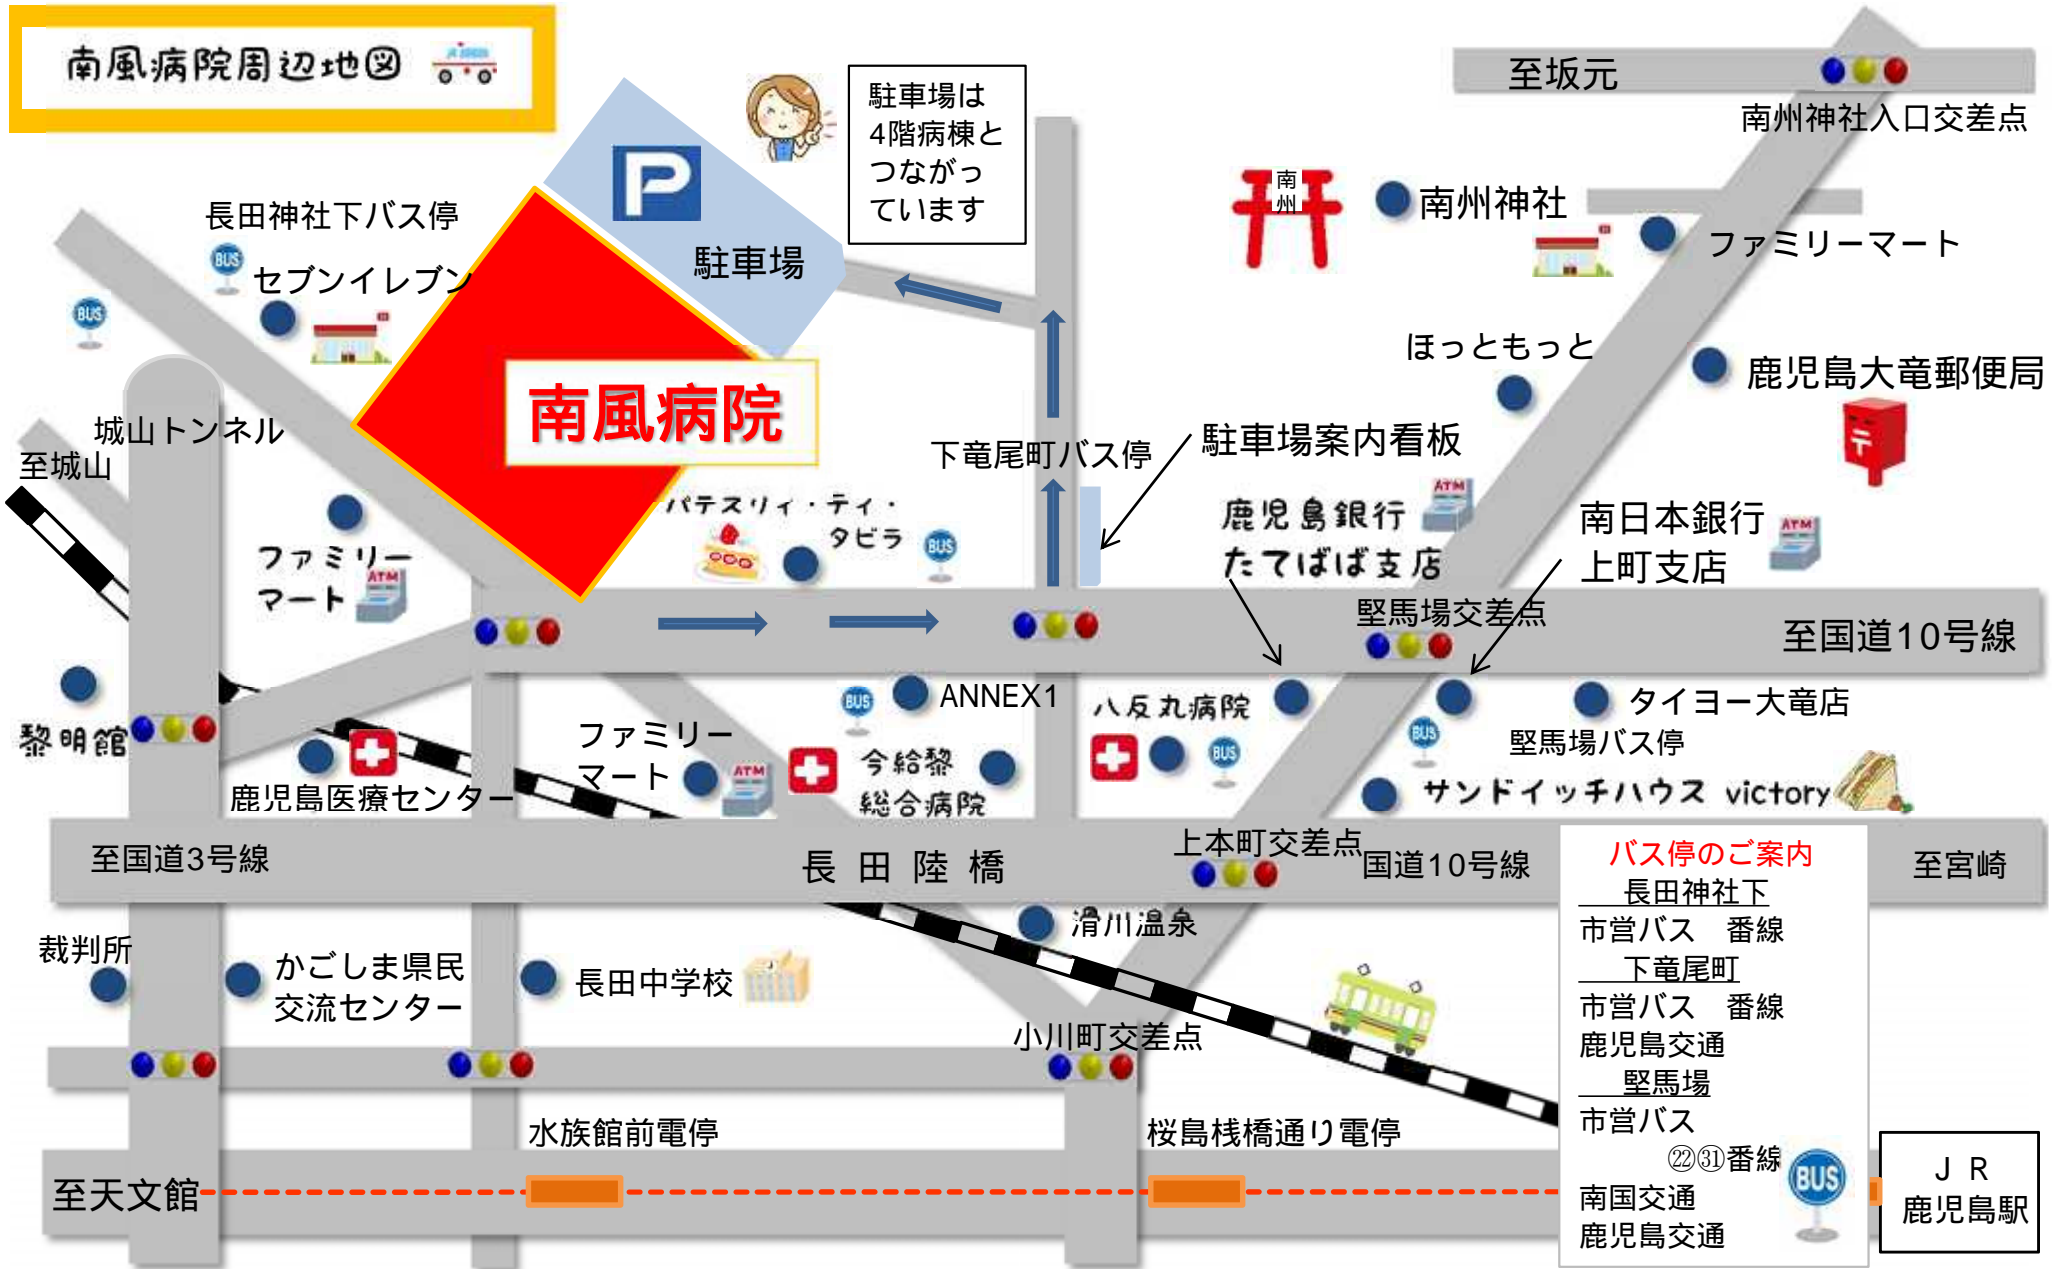 南風病院周辺地図
駐車場は
4階病棟と
つながっ
ています
至坂元
南州神社入口交差点
P
駐車場
南
州
南州神社
ファミリーマート
長田神社下バス停
BUS
セブンイレブン
BUS
ほっともっと
鹿児島大竜郵便局
南風病院
城山トンネル
至城山
下竜尾町バス停
駐車場案内看板
パテスリィ・ティ・
タビラ
BUS
鹿児島銀行
たてばば支店
ATM
南日本銀行
上町支店
ATM
ファミリー
マート
ATM
堅馬場交差点
至国道10号線
黎明館
BUS
ANNEX1
八反丸病院
BUS
タイヨー大竜店
BUS
堅馬場バス停
鹿児島医療センター
ファミリー
マート
ATM
今給黎
総合病院
サンドイッチハウス victory
至国道3号線
長田陸橋
上本町交差点
国道10号線
至宮崎
滑川温泉
裁判所
かごしま県民
交流センター
長田中学校
小川町交差点
水族館前電停
桜島桟橋通り電停
至天文館
バス停のご案内
長田神社下
市営バス　番線
下竜尾町
市営バス　番線
鹿児島交通
堅馬場
市営バス
㉒㉛番線
南国交通
鹿児島交通
BUS
ＪＲ
鹿児島駅